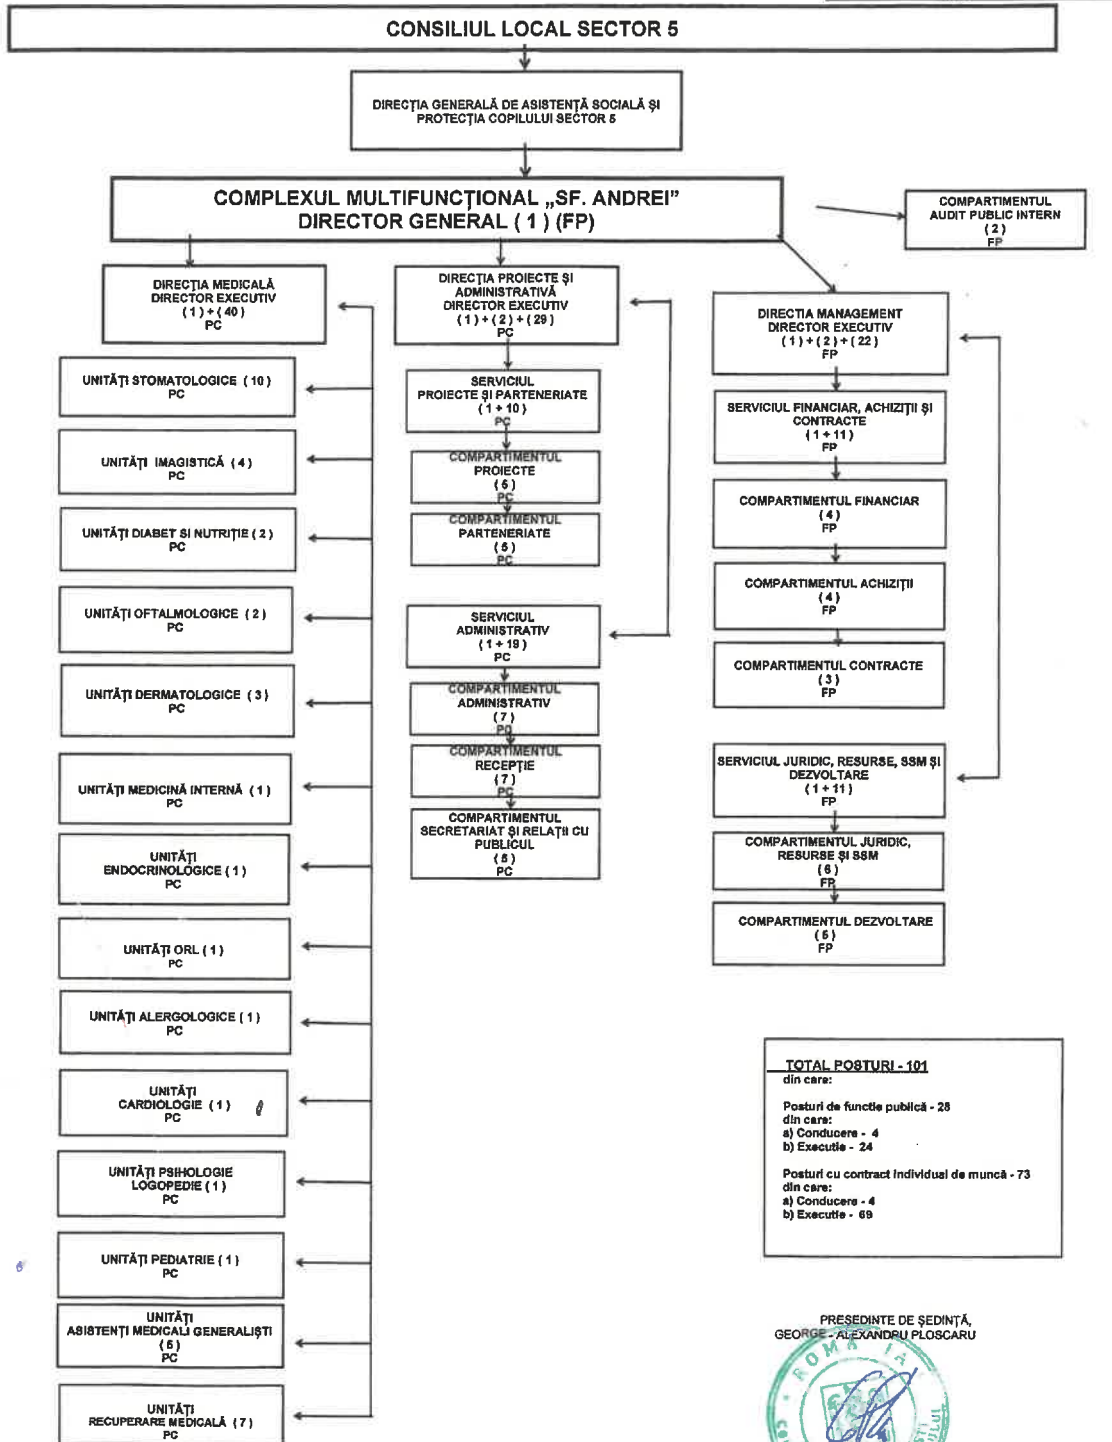 CONSILIUL LOCAL SECTOR 5
DIRECȚIA GENERALĂ DE ASISTENȚĂ SOCIALĂ ȘI
PROTECȚIA COPILULUI SECTOR 5
COMPLEXUL MULTIFUNCȚIONAL „SF. ANDREI”
DIRECTOR GENERAL ( 1 ) (FP)
COMPARTIMENTUL
AUDIT PUBLIC INTERN
( 2 )
FP
DIRECȚIA MEDICALĂ
DIRECTOR EXECUTIV
( 1 ) + ( 40 )
PC
UNITĂȚI STOMATOLOGICE ( 10 )
PC
UNITĂȚI IMAGISTICĂ ( 4 )
PC
UNITĂȚI DIABET SI NUTRIȚIE ( 2 )
PC
UNITĂȚI OFTALMOLOGICE ( 2 )
PC
UNITĂȚI DERMATOLOGICE ( 3 )
PC
UNITĂȚI MEDICINĂ INTERNĂ ( 1 )
PC
UNITĂȚI
ENDOCRINOLOGICE ( 1 )
PC
UNITĂȚI ORL ( 1 )
PC
UNITĂȚI ALERGOLOGICE ( 1 )
PC
UNITĂȚI
CARDIOLOGIE ( 1 )
PC
UNITĂȚI PSIHOLOGIE
LOGOPEDIE ( 1 )
PC
UNITĂȚI PEDIATRIE ( 1 )
PC
UNITĂȚI
ASISTENȚI MEDICALI GENERALIȘTI
( 5 )
PC
UNITĂȚI
RECUPERARE MEDICALĂ ( 7 )
PC
DIRECȚIA PROIECTE ȘI
ADMINISTRATIVĂ
DIRECTOR EXECUTIV
( 1 ) + ( 2 ) + ( 29 )
PC
SERVICIUL
PROIECTE ȘI PARTENERIATE
( 1 + 10 )
PC
COMPARTIMENTUL
PROIECTE
( 5 )
PC
COMPARTIMENTUL
PARTENERIATE
( 5 )
PC
SERVICIUL
ADMINISTRATIV
( 1 + 19 )
PC
COMPARTIMENTUL
ADMINISTRATIV
( 7 )
PC
COMPARTIMENTUL
RECEPȚIE
( 7 )
PC
COMPARTIMENTUL
SECRETARIAT ȘI RELAȚII CU
PUBLICUL
( 5 )
PC
DIRECTIA MANAGEMENT
DIRECTOR EXECUTIV
( 1 ) + ( 2 ) + ( 22 )
FP
SERVICIUL FINANCIAR, ACHIZIȚII ȘI
CONTRACTE
( 1 + 11 )
FP
COMPARTIMENTUL FINANCIAR
( 4 )
FP
COMPARTIMENTUL ACHIZIȚII
( 4 )
FP
COMPARTIMENTUL CONTRACTE
( 3 )
FP
SERVICIUL JURIDIC, RESURSE, SSM ȘI
DEZVOLTARE
( 1 + 11 )
FP
COMPARTIMENTUL JURIDIC,
RESURSE ȘI SSM
( 6 )
FP
COMPARTIMENTUL DEZVOLTARE
( 5 )
FP
TOTAL POSTURI - 101
din care:
Posturi de functie publică - 28
din care:
a) Conducere - 4
b) Executie - 24
Posturi cu contract individual de muncă - 73
din care:
a) Conducere - 4
b) Executie - 69
PREȘEDINTE DE ȘEDINȚĂ,
GEORGE - ALEXANDRU PLOSCARU